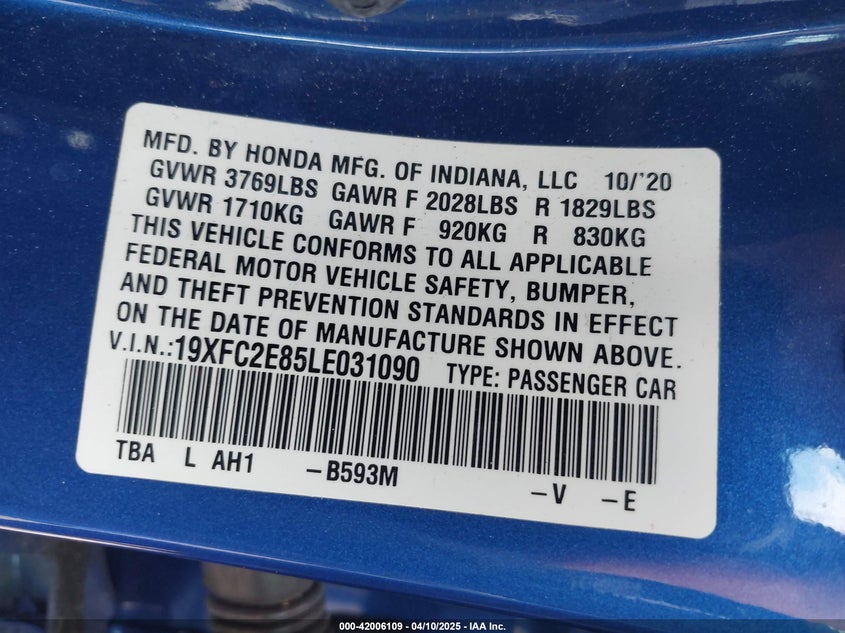 MFD. BY HONDA MFG. OF INDIANA, LLC 10/'20
GVWR 3769LBS GAWR F 2028LBS R 1829LBS
GVWR 1710KG GAWR F 920KG R 830KG
THIS VEHICLE CONFORMS TO ALL APPLICABLE
FEDERAL MOTOR VEHICLE SAFETY, BUMPER,
AND THEFT PREVENTION STANDARDS IN EFFECT
ON THE DATE OF MANUFACTURE SHOWN ABOVE.
V.I.N.:19XFC2E85LE031090 TYPE: PASSENGER CAR
TBA L AH1 -B593M -V -E
000-42006109 - 04/10/2025 - IAA Inc.